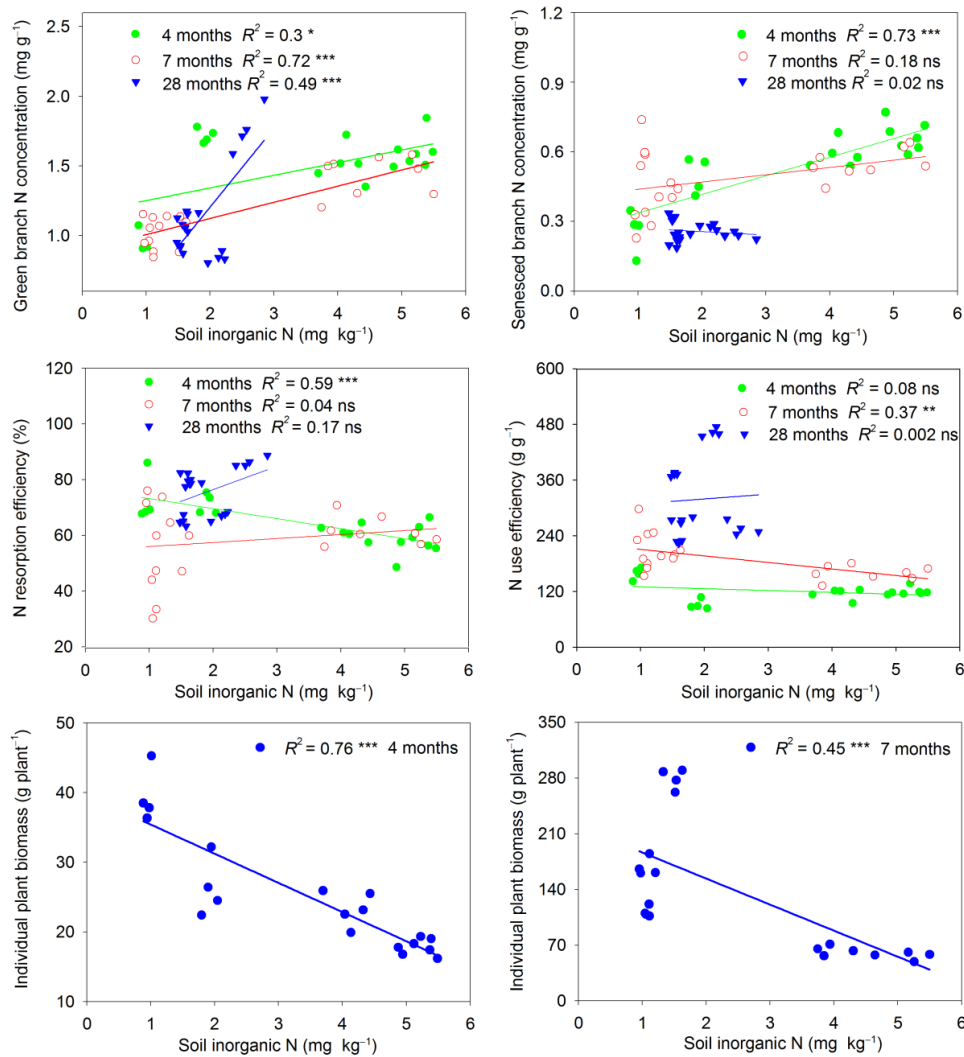 4 months R² = 0.3 *
7 months R² = 0.72 ***
28 months R² = 0.49 ***
Green branch N concentration (mg g⁻¹)
2.5
2.0
1.5
1.0
0 1 2 3 4 5 6
Soil inorganic N (mg kg⁻¹)
4 months R² = 0.73 ***
7 months R² = 0.18 ns
28 months R² = 0.02 ns
Senesced branch N concentration (mg g⁻¹)
1.2
0.9
0.6
0.3
0.0
0 1 2 3 4 5 6
Soil inorganic N (mg kg⁻¹)
4 months R² = 0.59 ***
7 months R² = 0.04 ns
28 months R² = 0.17 ns
N resorption efficiency (%)
120
100
80
60
40
20
0 1 2 3 4 5 6
Soil inorganic N (mg kg⁻¹)
4 months R² = 0.08 ns
7 months R² = 0.37 **
28 months R² = 0.002 ns
N use efficiency (g g⁻¹)
600
480
360
240
120
0
0 1 2 3 4 5 6
Soil inorganic N (mg kg⁻¹)
R² = 0.76 *** 4 months
Individual plant biomass (g plant⁻¹)
50
40
30
20
10
0 1 2 3 4 5 6
Soil inorganic N (mg kg⁻¹)
R² = 0.45 *** 7 months
Individual plant biomass (g plant⁻¹)
350
280
210
140
70
0
0 1 2 3 4 5 6
Soil inorganic N (mg kg⁻¹)